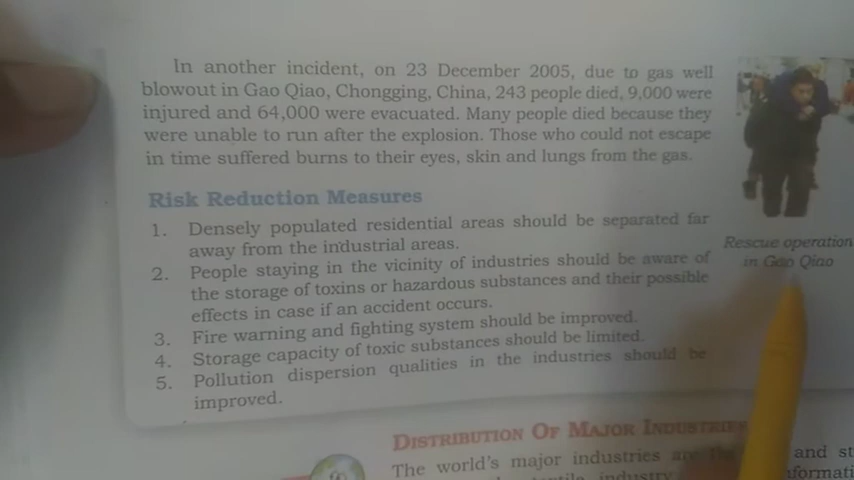 In another incident, on 23 December 2005, due to gas well
blowout in Gao Qiao, Chongging, China, 243 people died, 9,000 were
injured and 64,000 were evacuated. Many people died because they
were unable to run after the explosion. Those who could not escape
in time suffered burns to their eyes, skin and lungs from the gas.
Risk Reduction Measures
1. Densely populated residential areas should be separated far
away from the industrial areas.
2. People staying in the vicinity of industries should be aware of
the storage of toxins or hazardous substances and their possible
effects in case if an accident occurs.
3. Fire warning and fighting system should be improved.
4. Storage capacity of toxic substances should be limited.
5. Pollution dispersion qualities in the industries should be
improved.
Rescue operation
in Gao Qiao
DISTRIBUTION OF MAJOR INDUSTRIES
The world's major industries are the
industry
and st